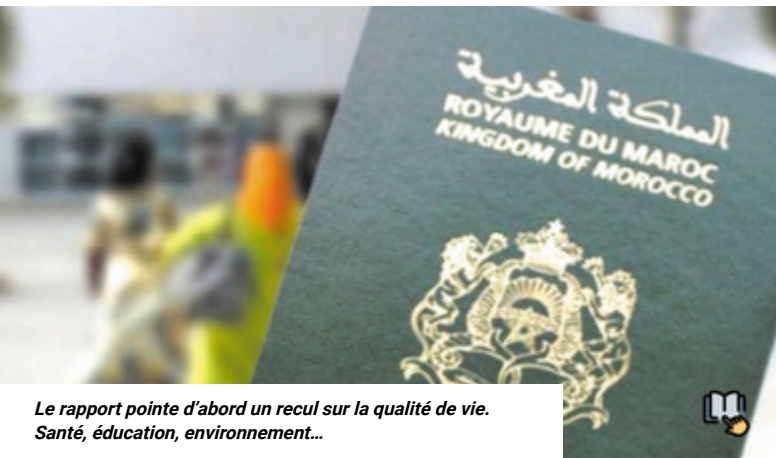 المملكة المغربية
ROYAUME DU MAROC
KINGDOM OF MOROCCO
Le rapport pointe d’abord un recul sur la qualité de vie.
Santé, éducation, environnement…